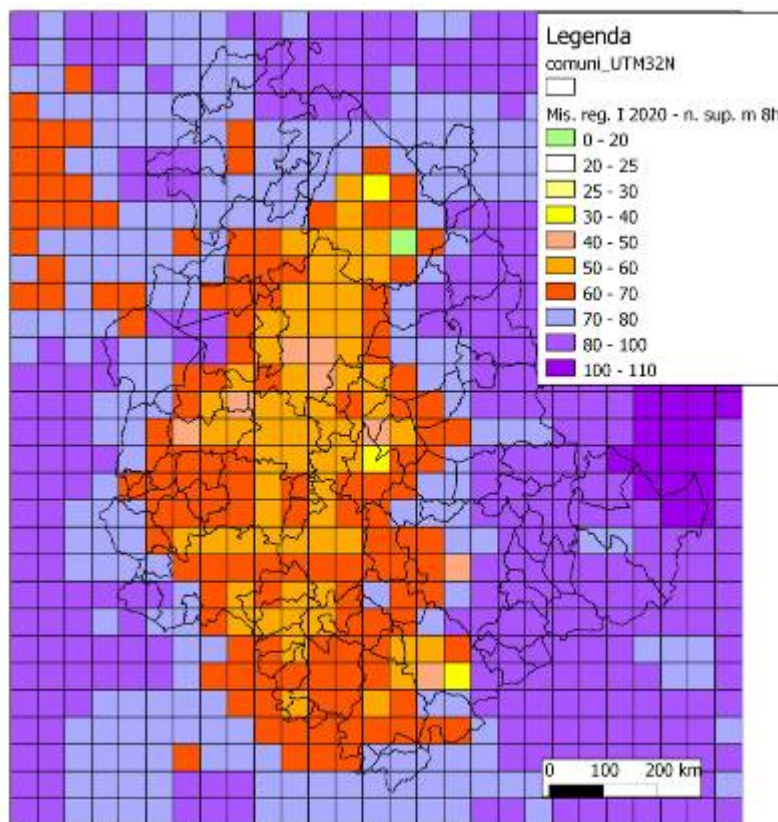 Legenda
comuni_UTM32N
Mis. reg. I 2020 - n. sup. m 8h
0 - 20
20 - 25
25 - 30
30 - 40
40 - 50
50 - 60
60 - 70
70 - 80
80 - 100
100 - 110
0 100 200 km